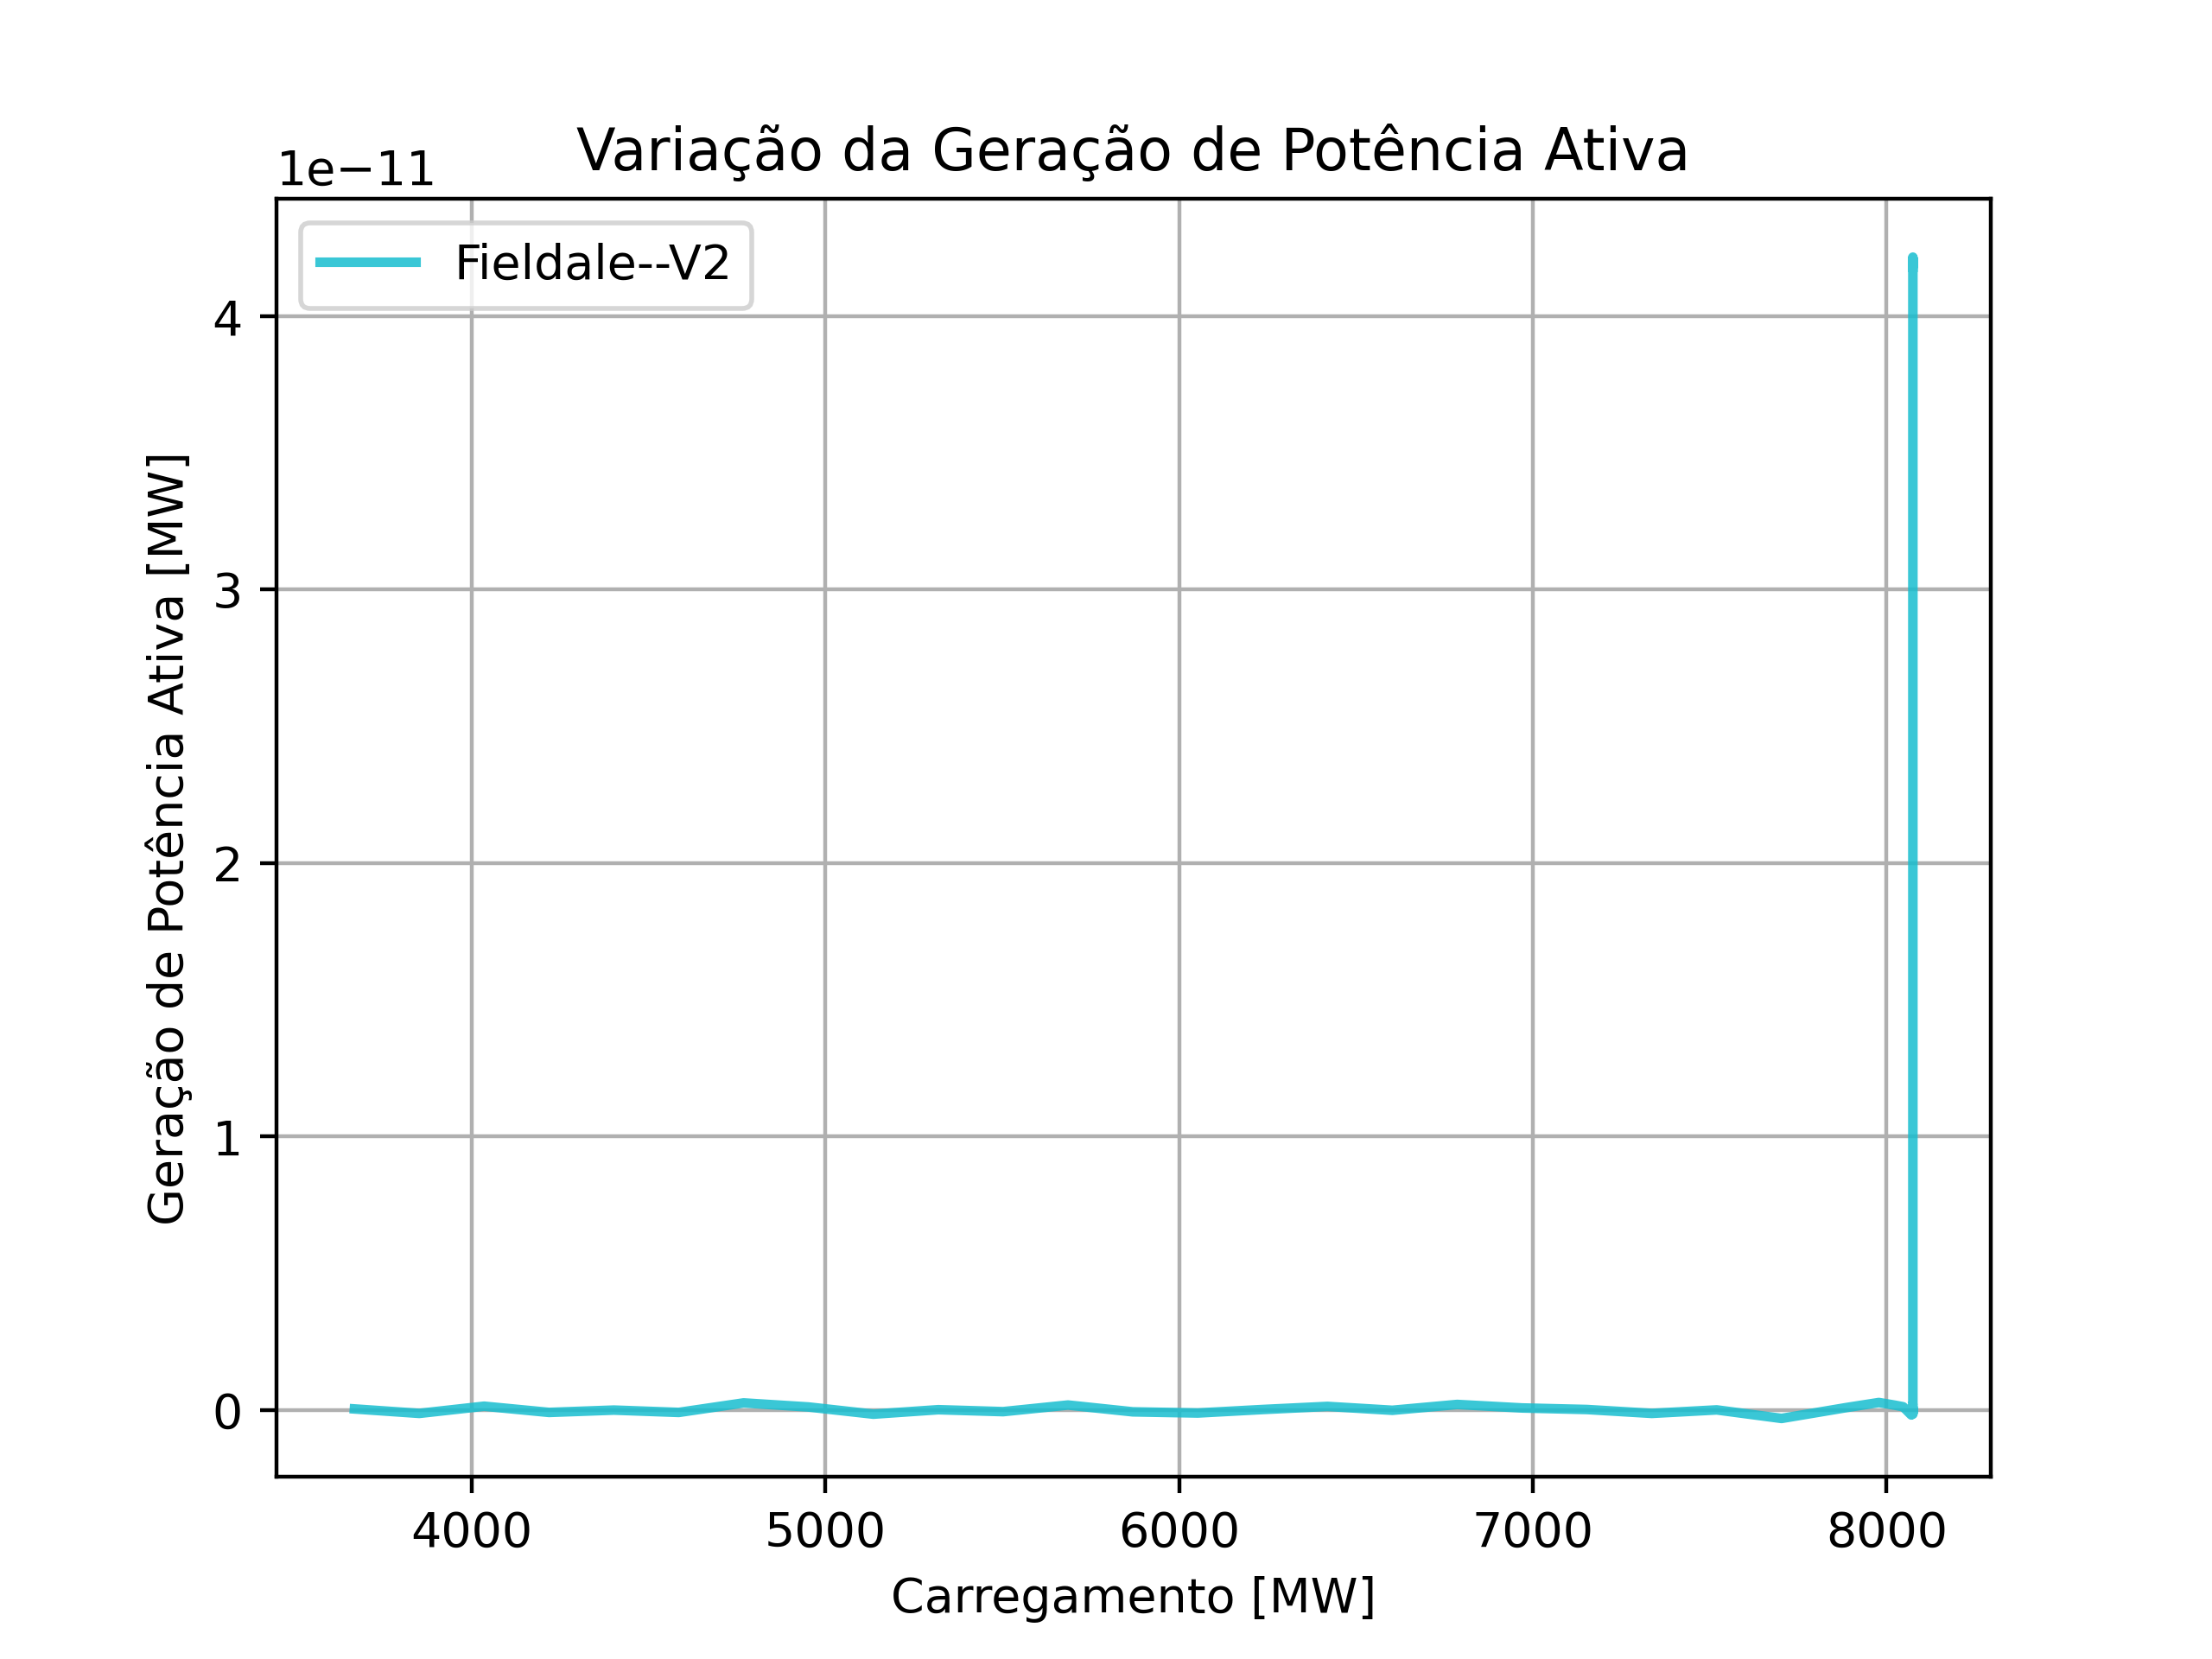 Variação da Geração de Potência Ativa
1e−11
Fieldale--V2
Geração de Potência Ativa [MW]
4
3
2
1
0
4000 5000 6000 7000 8000
Carregamento [MW]